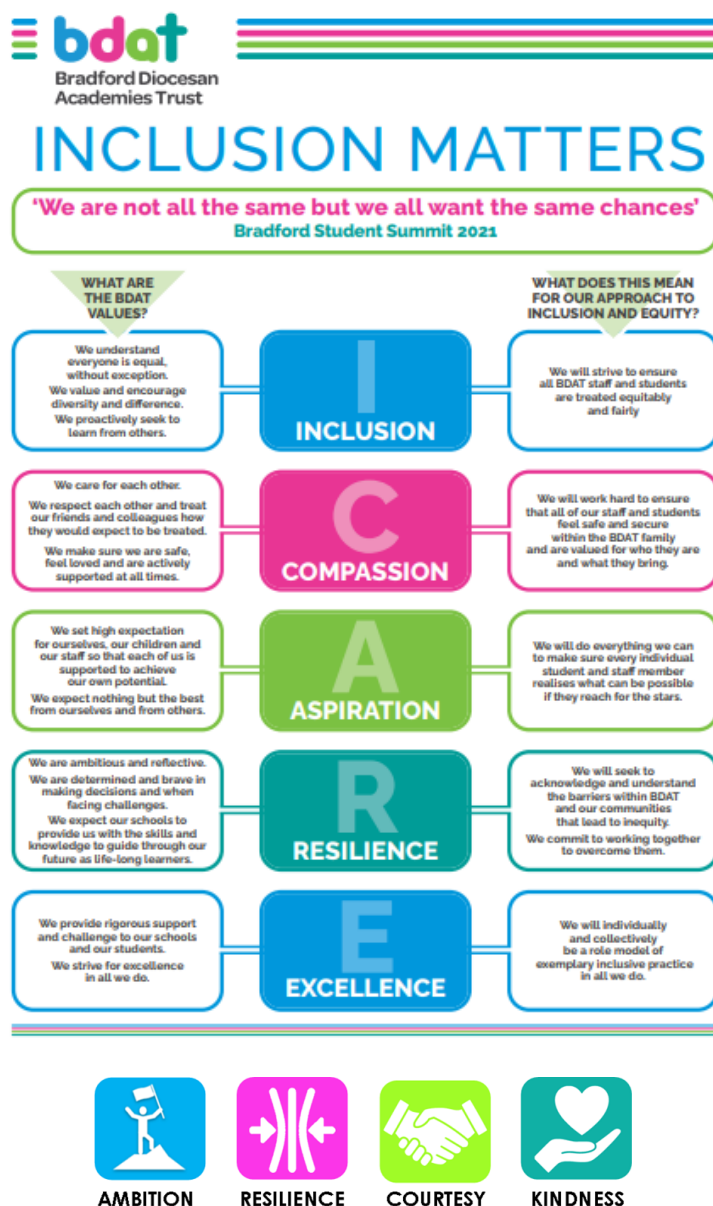 bdat
Bradford Diocesan
Academies Trust
INCLUSION MATTERS
‘We are not all the same but we all want the same chances’
Bradford Student Summit 2021
WHAT ARE
THE BDAT
VALUES?
WHAT DOES THIS MEAN
FOR OUR APPROACH TO
INCLUSION AND EQUITY?
We understand
everyone is equal,
without exception.
We value and encourage
diversity and difference.
We proactively seek to
learn from others.
I
INCLUSION
We will strive to ensure
all BDAT staff and students
are treated equitably
and fairly
We care for each other.
We respect each other and treat
our friends and colleagues how
they would expect to be treated.
We make sure we are safe,
feel loved and are actively
supported at all times.
C
COMPASSION
We will work hard to ensure
that all of our staff and students
feel safe and secure
within the BDAT family
and are valued for who they are
and what they bring.
We set high expectation
for ourselves, our children and
our staff so that each of us is
supported to achieve
our own potential.
We expect nothing but the best
from ourselves and from others.
A
ASPIRATION
We will do everything we can
to make sure every individual
student and staff member
realises what can be possible
if they reach for the stars.
We are ambitious and reflective.
We are determined and brave in
making decisions and when
facing challenges.
We expect our schools to
provide us with the skills and
knowledge to guide through our
future as life-long learners.
R
RESILIENCE
We will seek to
acknowledge and understand
the barriers within BDAT
and our communities
that lead to inequity.
We commit to working together
to overcome them.
We provide rigorous support
and challenge to our schools
and our students.
We strive for excellence
in all we do.
E
EXCELLENCE
We will individually
and collectively
be a role model of
exemplary inclusive practice
in all we do.
AMBITION
RESILIENCE
COURTESY
KINDNESS